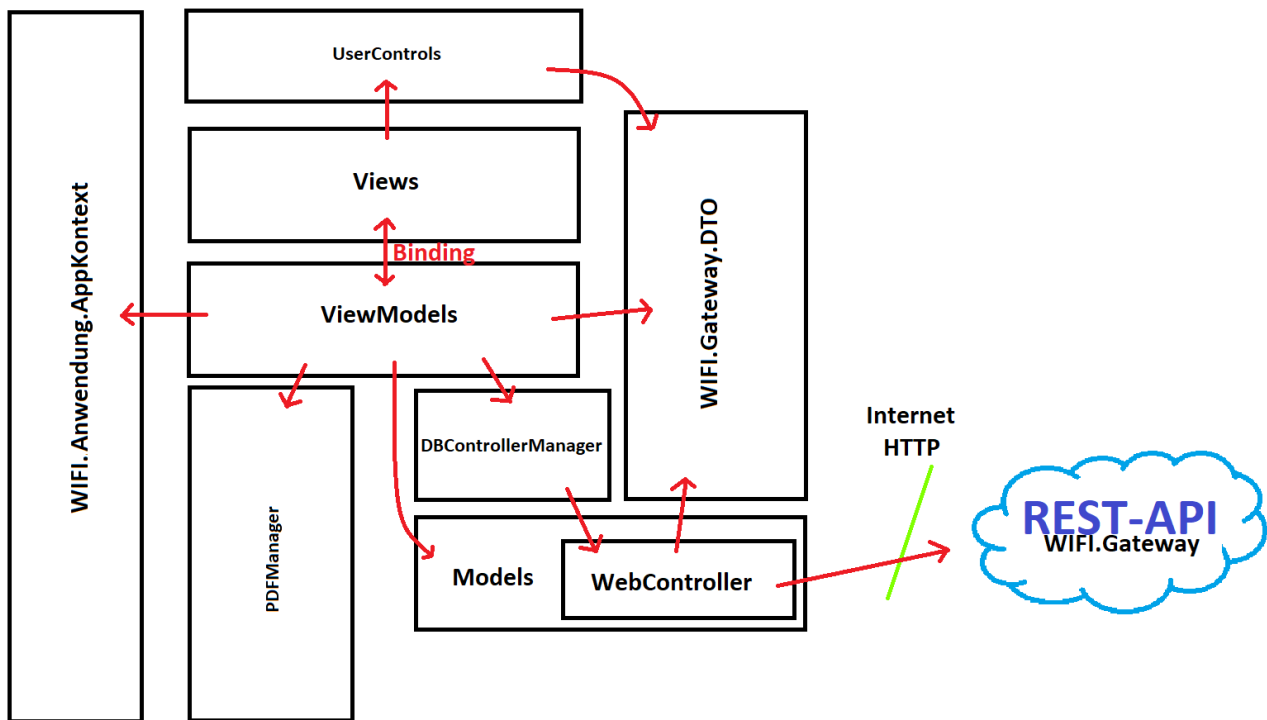 UserControls
Views
Binding
ViewModels
WIFI.Anwendung.AppKontext
WIFI.Gateway.DTO
DBControllerManager
PDFManager
Models
WebController
Internet
HTTP
REST-API
WIFI.Gateway